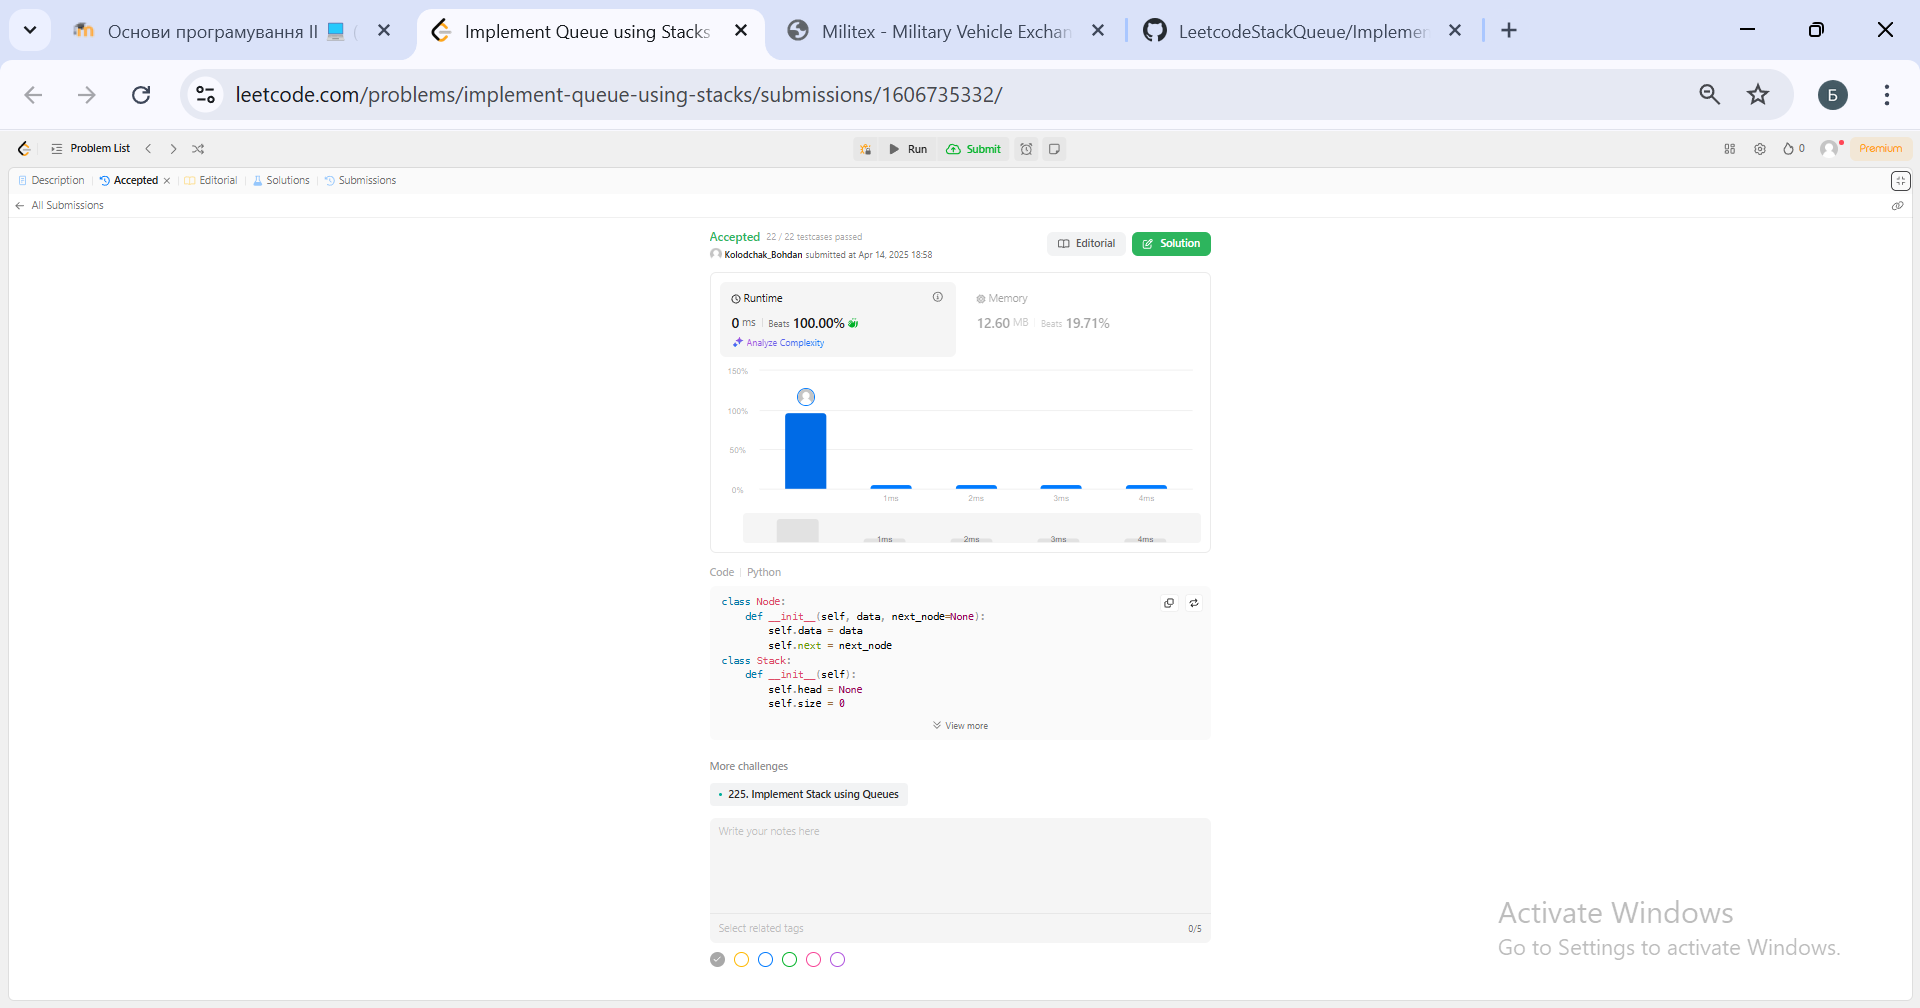 Основи програмування II 💻 (
Implement Queue using Stacks
Militex - Military Vehicle Exchan
LeetcodeStackQueue/Implemen
leetcode.com/problems/implement-queue-using-stacks/submissions/1606735332/
Б
Problem List
Run
Submit
0
Premium
Description
Accepted
Editorial
Solutions
Submissions
All Submissions
Accepted 22 / 22 testcases passed
Kolodchak_Bohdan submitted at Apr 14, 2025 18:58
Editorial
Solution
Runtime
0 ms Beats 100.00%
Analyze Complexity
Memory
12.60 MB Beats 19.71%
150%
100%
50%
0%
1ms 2ms 3ms 4ms
1ms 2ms 3ms 4ms
Code Python
class Node:
def __init__(self, data, next_node=None):
self.data = data
self.next = next_node
class Stack:
def __init__(self):
self.head = None
self.size = 0
View more
More challenges
225. Implement Stack using Queues
Write your notes here
Select related tags
0/5
Activate Windows
Go to Settings to activate Windows.